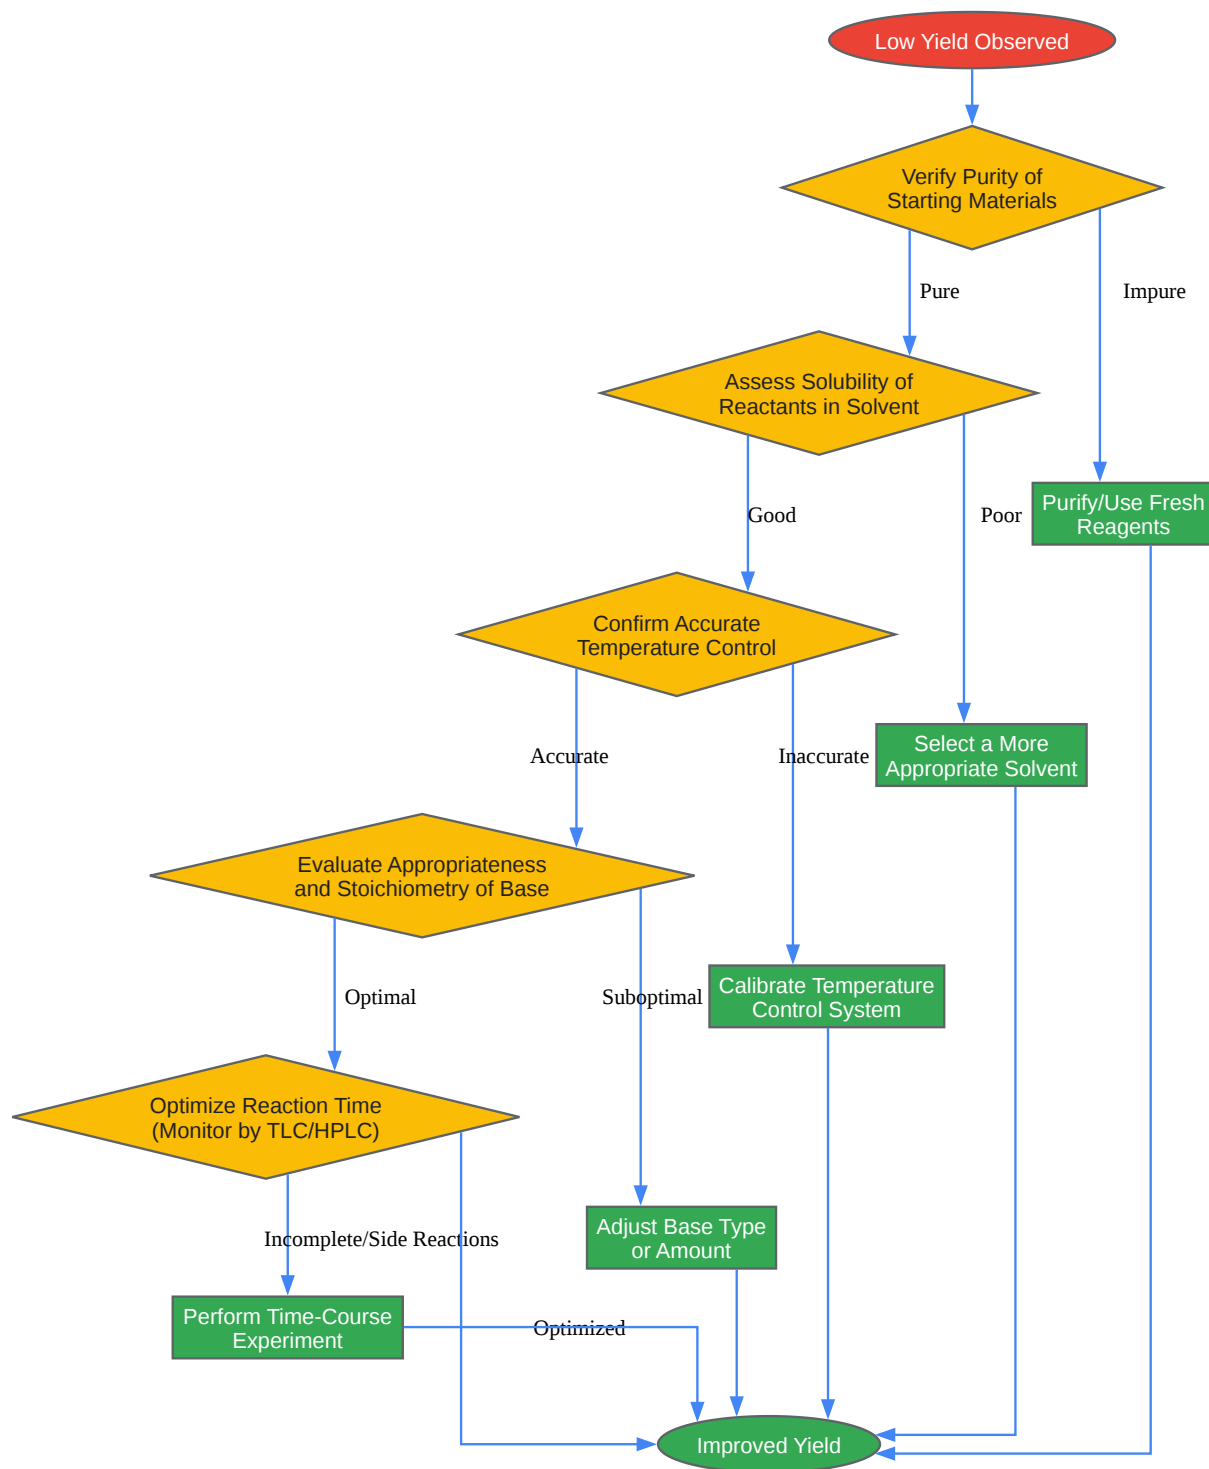 Low Yield Observed
Verify Purity of
Starting Materials
Pure
Impure
Assess Solubility of
Reactants in Solvent
Good
Poor
Purify/Use Fresh
Reagents
Confirm Accurate
Temperature Control
Accurate
Inaccurate
Select a More
Appropriate Solvent
Evaluate Appropriateness
and Stoichiometry of Base
Optimal
Suboptimal
Calibrate Temperature
Control System
Optimize Reaction Time
(Monitor by TLC/HPLC)
Incomplete/Side Reactions
Adjust Base Type
or Amount
Perform Time-Course
Experiment
Optimized
Improved Yield